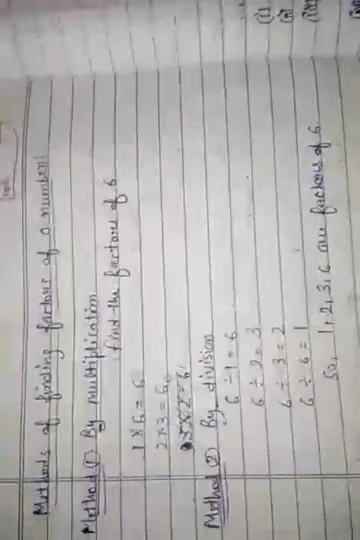 Methods of finding factors of a number:
Method ① By multiplication
find the factors of 6
1 × 6 = 6
2 × 3 = 6
Method ② By division
6 ÷ 1 = 6
6 ÷ 2 = 3
6 ÷ 3 = 2
6 ÷ 6 = 1
So, 1, 2, 3, 6 are factors of 6
(i)
(ii)
(iii)